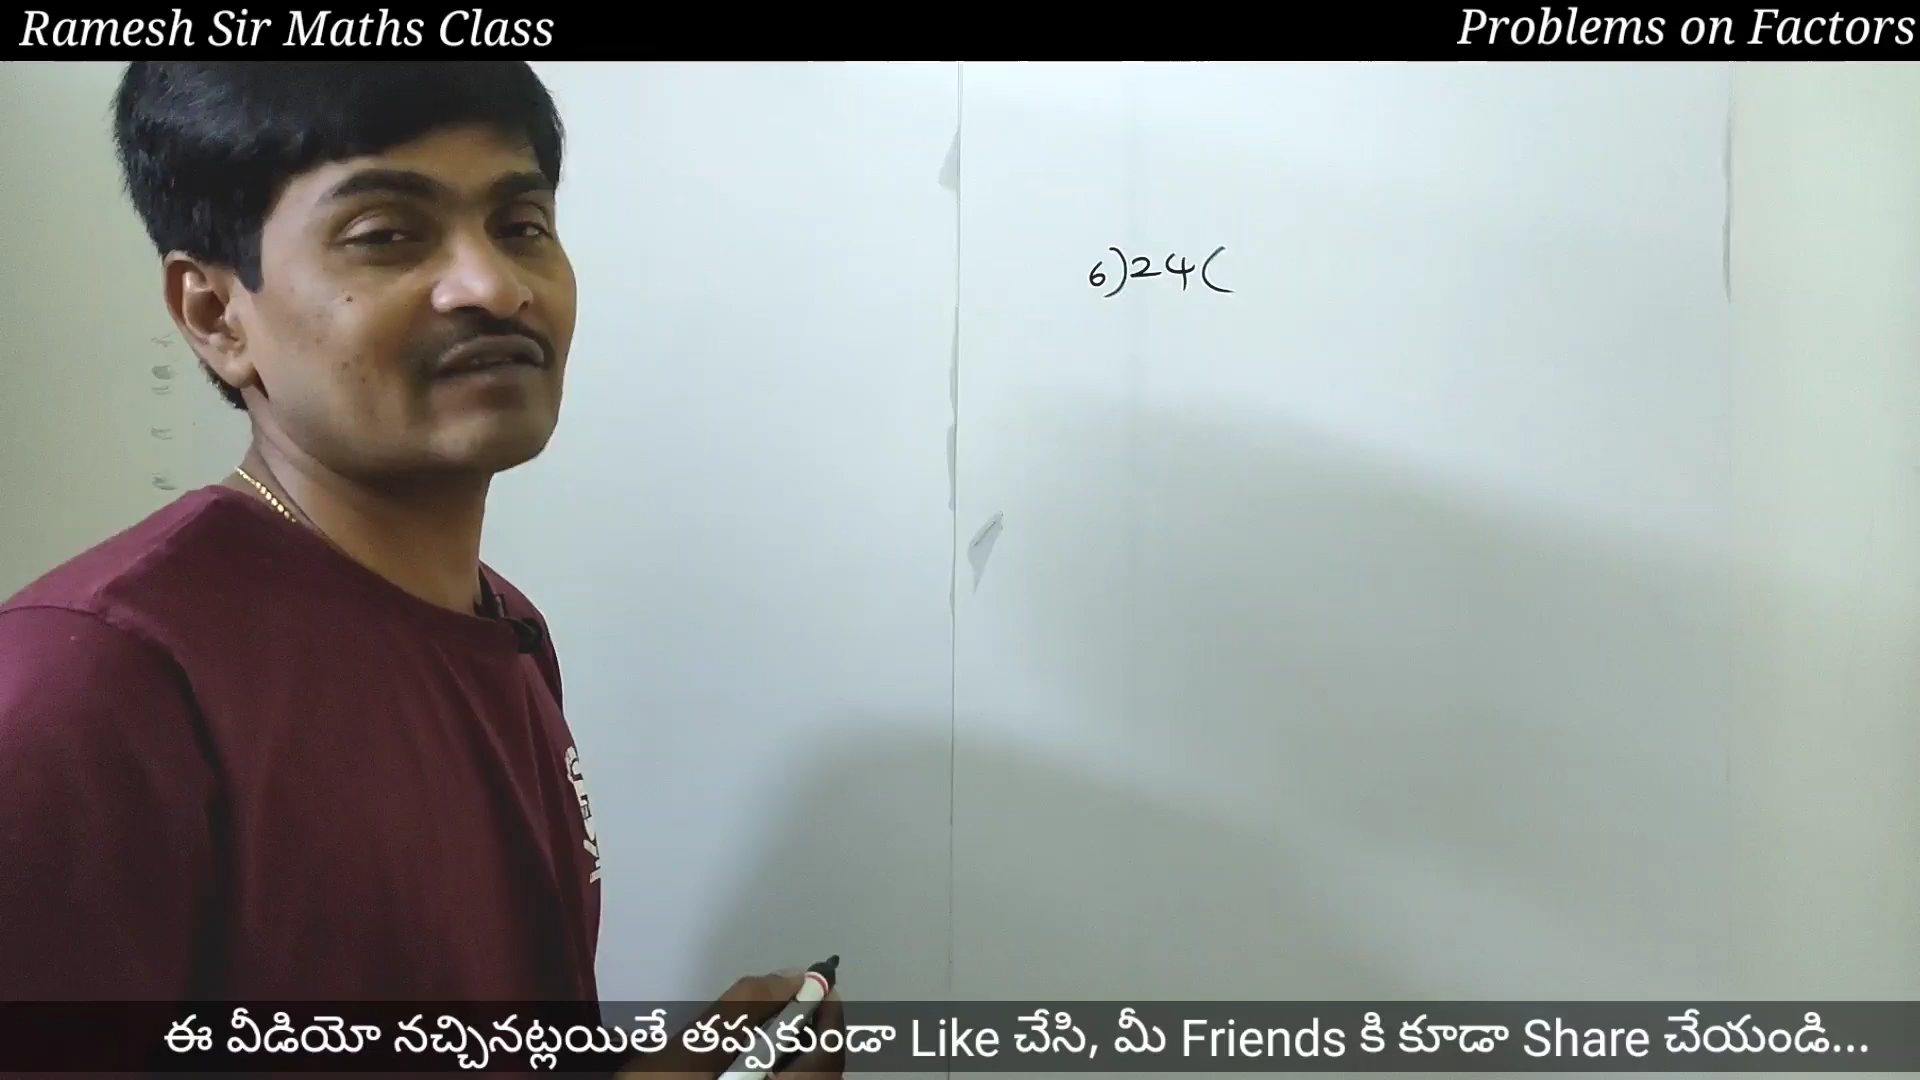 Ramesh Sir Maths Class
Problems on Factors
6)24(
ఈ వీడియో నచ్చినట్లయితే తప్పకుండా Like చేసి, మీ Friends కి కూడా Share చేయండి...